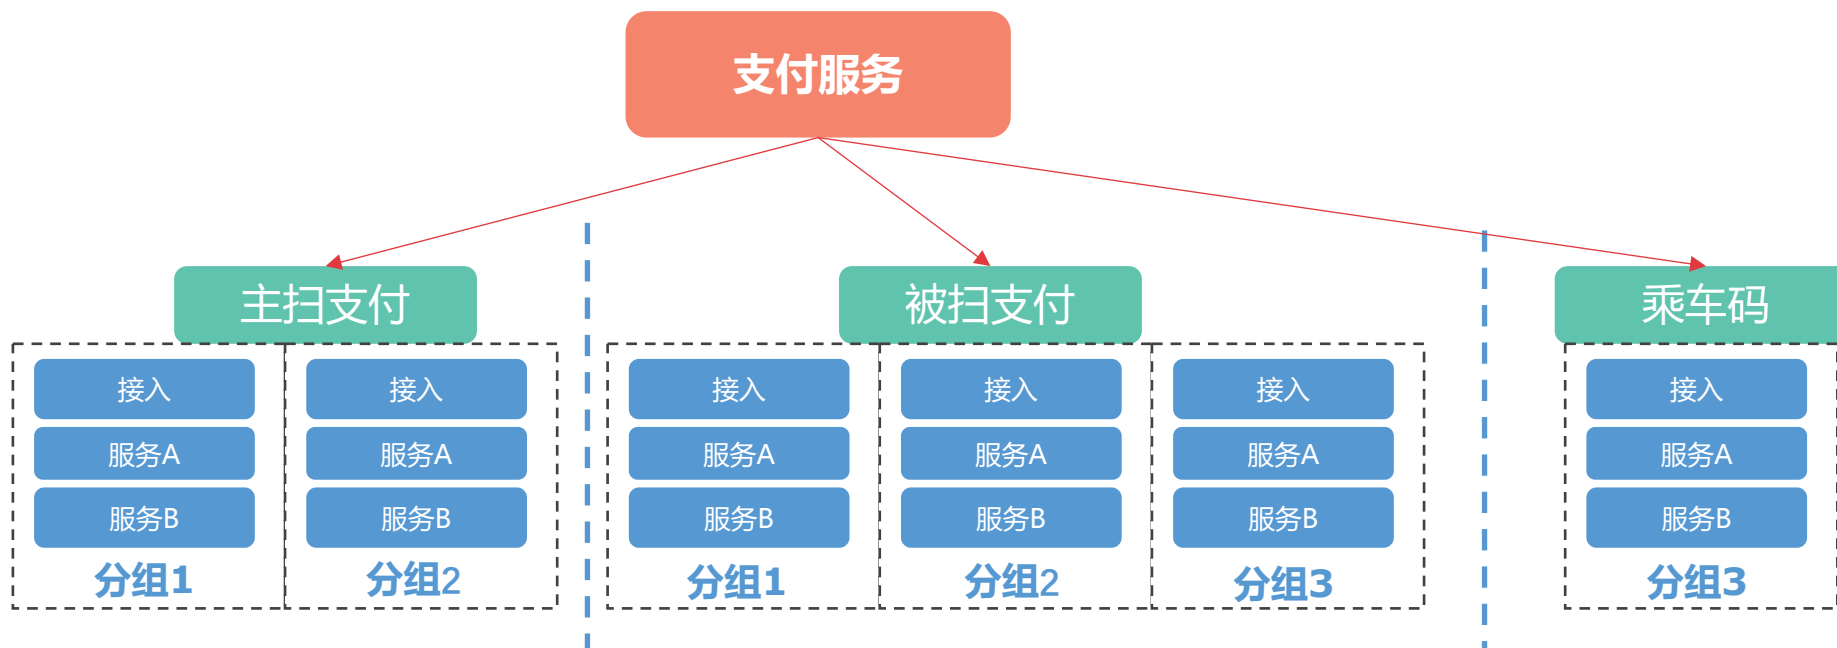 支付服务
主扫支付
被扫支付
乘车码
接入
接入
接入
接入
接入
接入
服务A
服务A
服务A
服务A
服务A
服务A
服务B
服务B
服务B
服务B
服务B
服务B
分组1
分组2
分组1
分组2
分组3
分组3